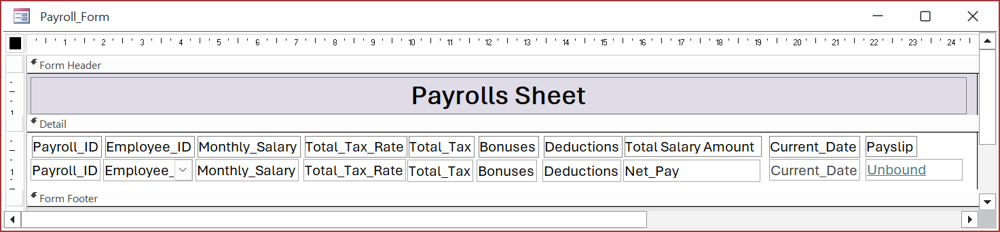 Payroll_Form
1 2 3 4 5 6 7 8 9 10 11 12 13 14 15 16 17 18 19 20 21 22 23 24
Form Header
1
Payrolls Sheet
Detail
Payroll_ID Employee_ID Monthly_Salary Total_Tax_Rate Total_Tax Bonuses Deductions Total Salary Amount Current_Date Payslip
1
Payroll_ID Employee_ Monthly_Salary Total_Tax_Rate Total_Tax Bonuses Deductions Net_Pay Current_Date Unbound
Form Footer